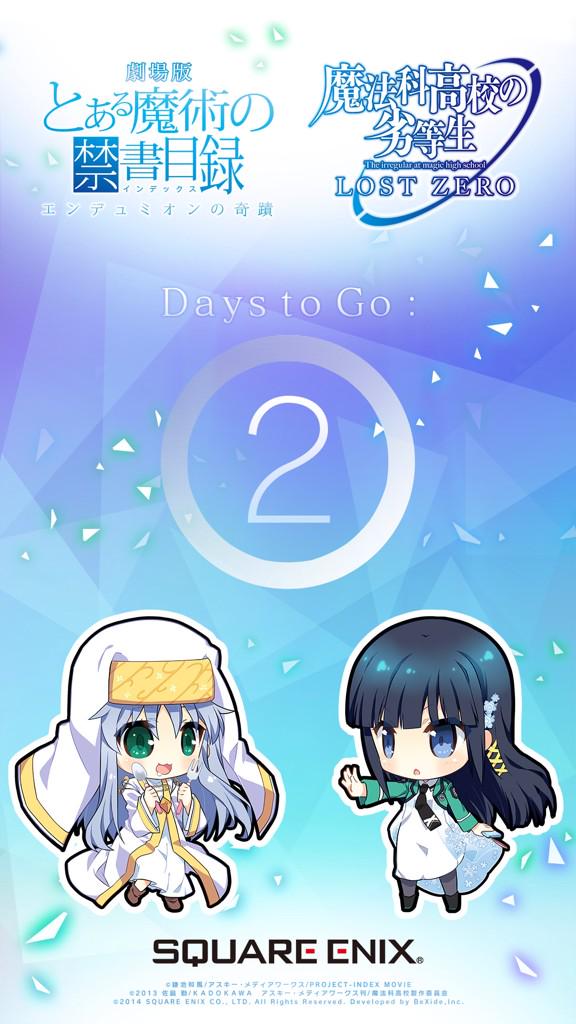 劇場版
とある魔術の
禁書目録
インデックス
エンデュミオンの奇蹟
魔法科高校の
劣等生
The irregular at magic high school
LOST ZERO
Days to Go :
2
SQUARE ENIX®
©鎌池和馬/アスキー・メディアワークス/PROJECT-INDEX MOVIE
©2013 佐島 勤/KADOKAWA アスキー・メディアワークス刊/魔法科高校製作委員会
©2014 SQUARE ENIX CO., LTD. All Rights Reserved. Developed by BeXide,Inc.